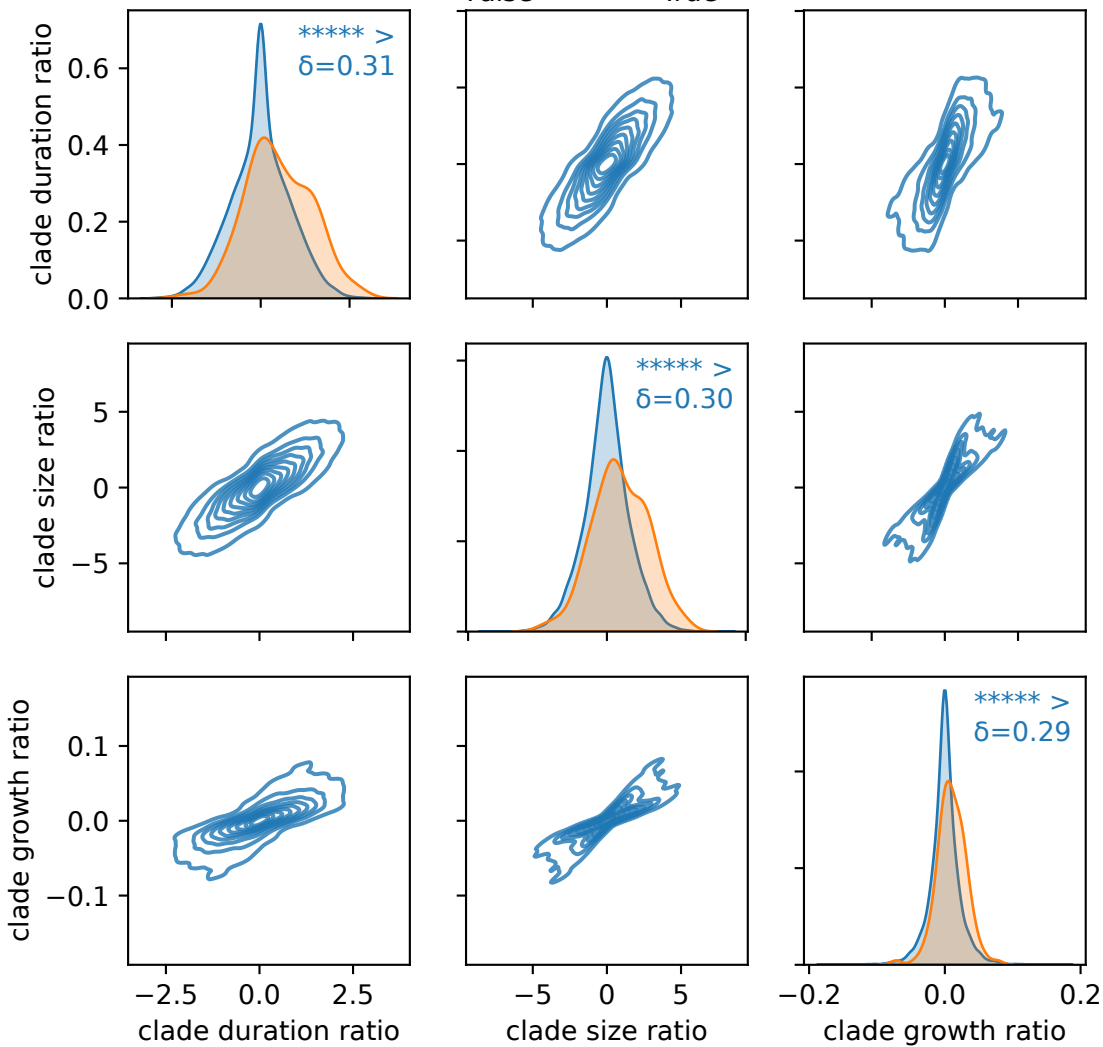 ***** >
δ=0.31
clade duration ratio
0.6
0.4
0.2
0.0
***** >
δ=0.30
clade size ratio
5
0
−5
***** >
δ=0.29
clade growth ratio
0.1
0.0
−0.1
−2.5 0.0 2.5 −5 0 5 −0.2 0.0 0.2
clade duration ratio clade size ratio clade growth ratio